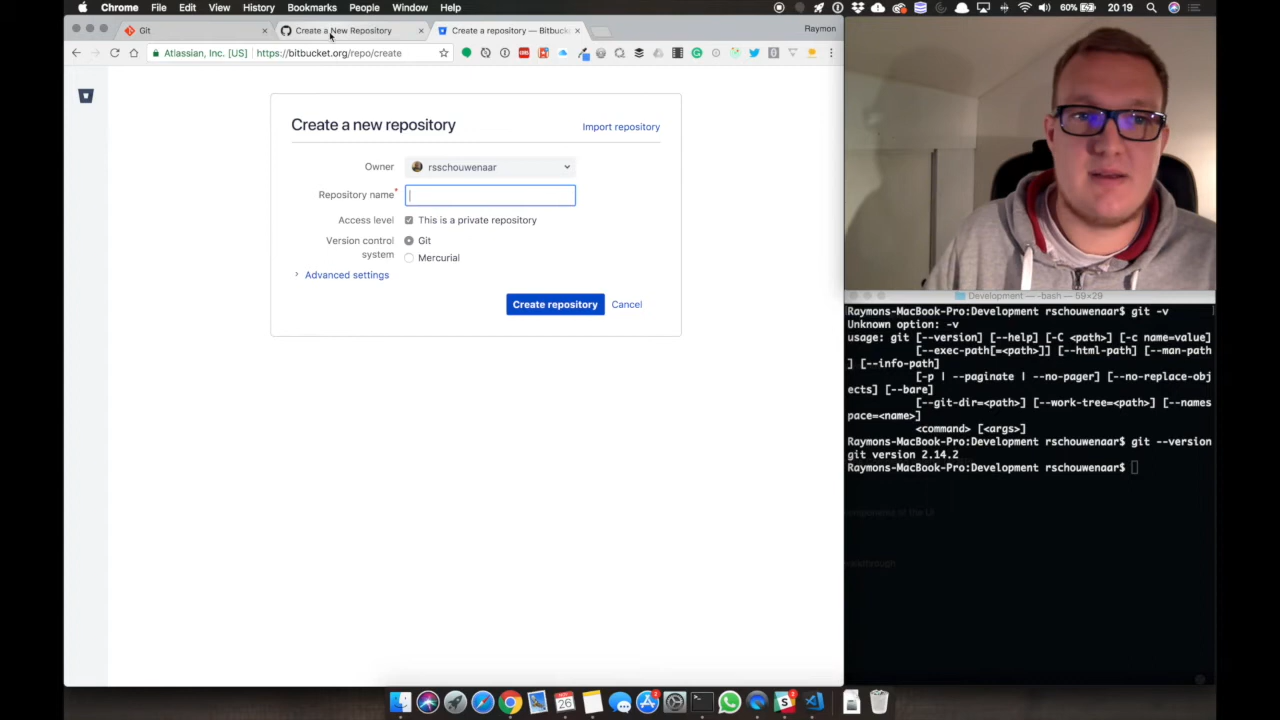 Chrome File Edit View History Bookmarks People Window Help
60% 20 19
Git
Create a New Repository
Create a repository — Bitbuck
Raymon
Atlassian, Inc. [US] https://bitbucket.org/repo/create
Create a new repository
Import repository
Owner rsschouwenaar
Repository name*
Access level This is a private repository
Version control system
Git
Mercurial
Advanced settings
Create repository Cancel
Development — -bash — 59×29
Raymons-MacBook-Pro:Development rschouwenaar$ git -v
Unknown option: -v
usage: git [--version] [--help] [-C <path>] [-c name=value]
[--exec-path[=<path>]] [--html-path] [--man-path
] [--info-path]
[-p | --paginate | --no-pager] [--no-replace-obj
ects] [--bare]
[--git-dir=<path>] [--work-tree=<path>] [--names
pace=<name>]
<command> [<args>]
Raymons-MacBook-Pro:Development rschouwenaar$ git --version
git version 2.14.2
Raymons-MacBook-Pro:Development rschouwenaar$